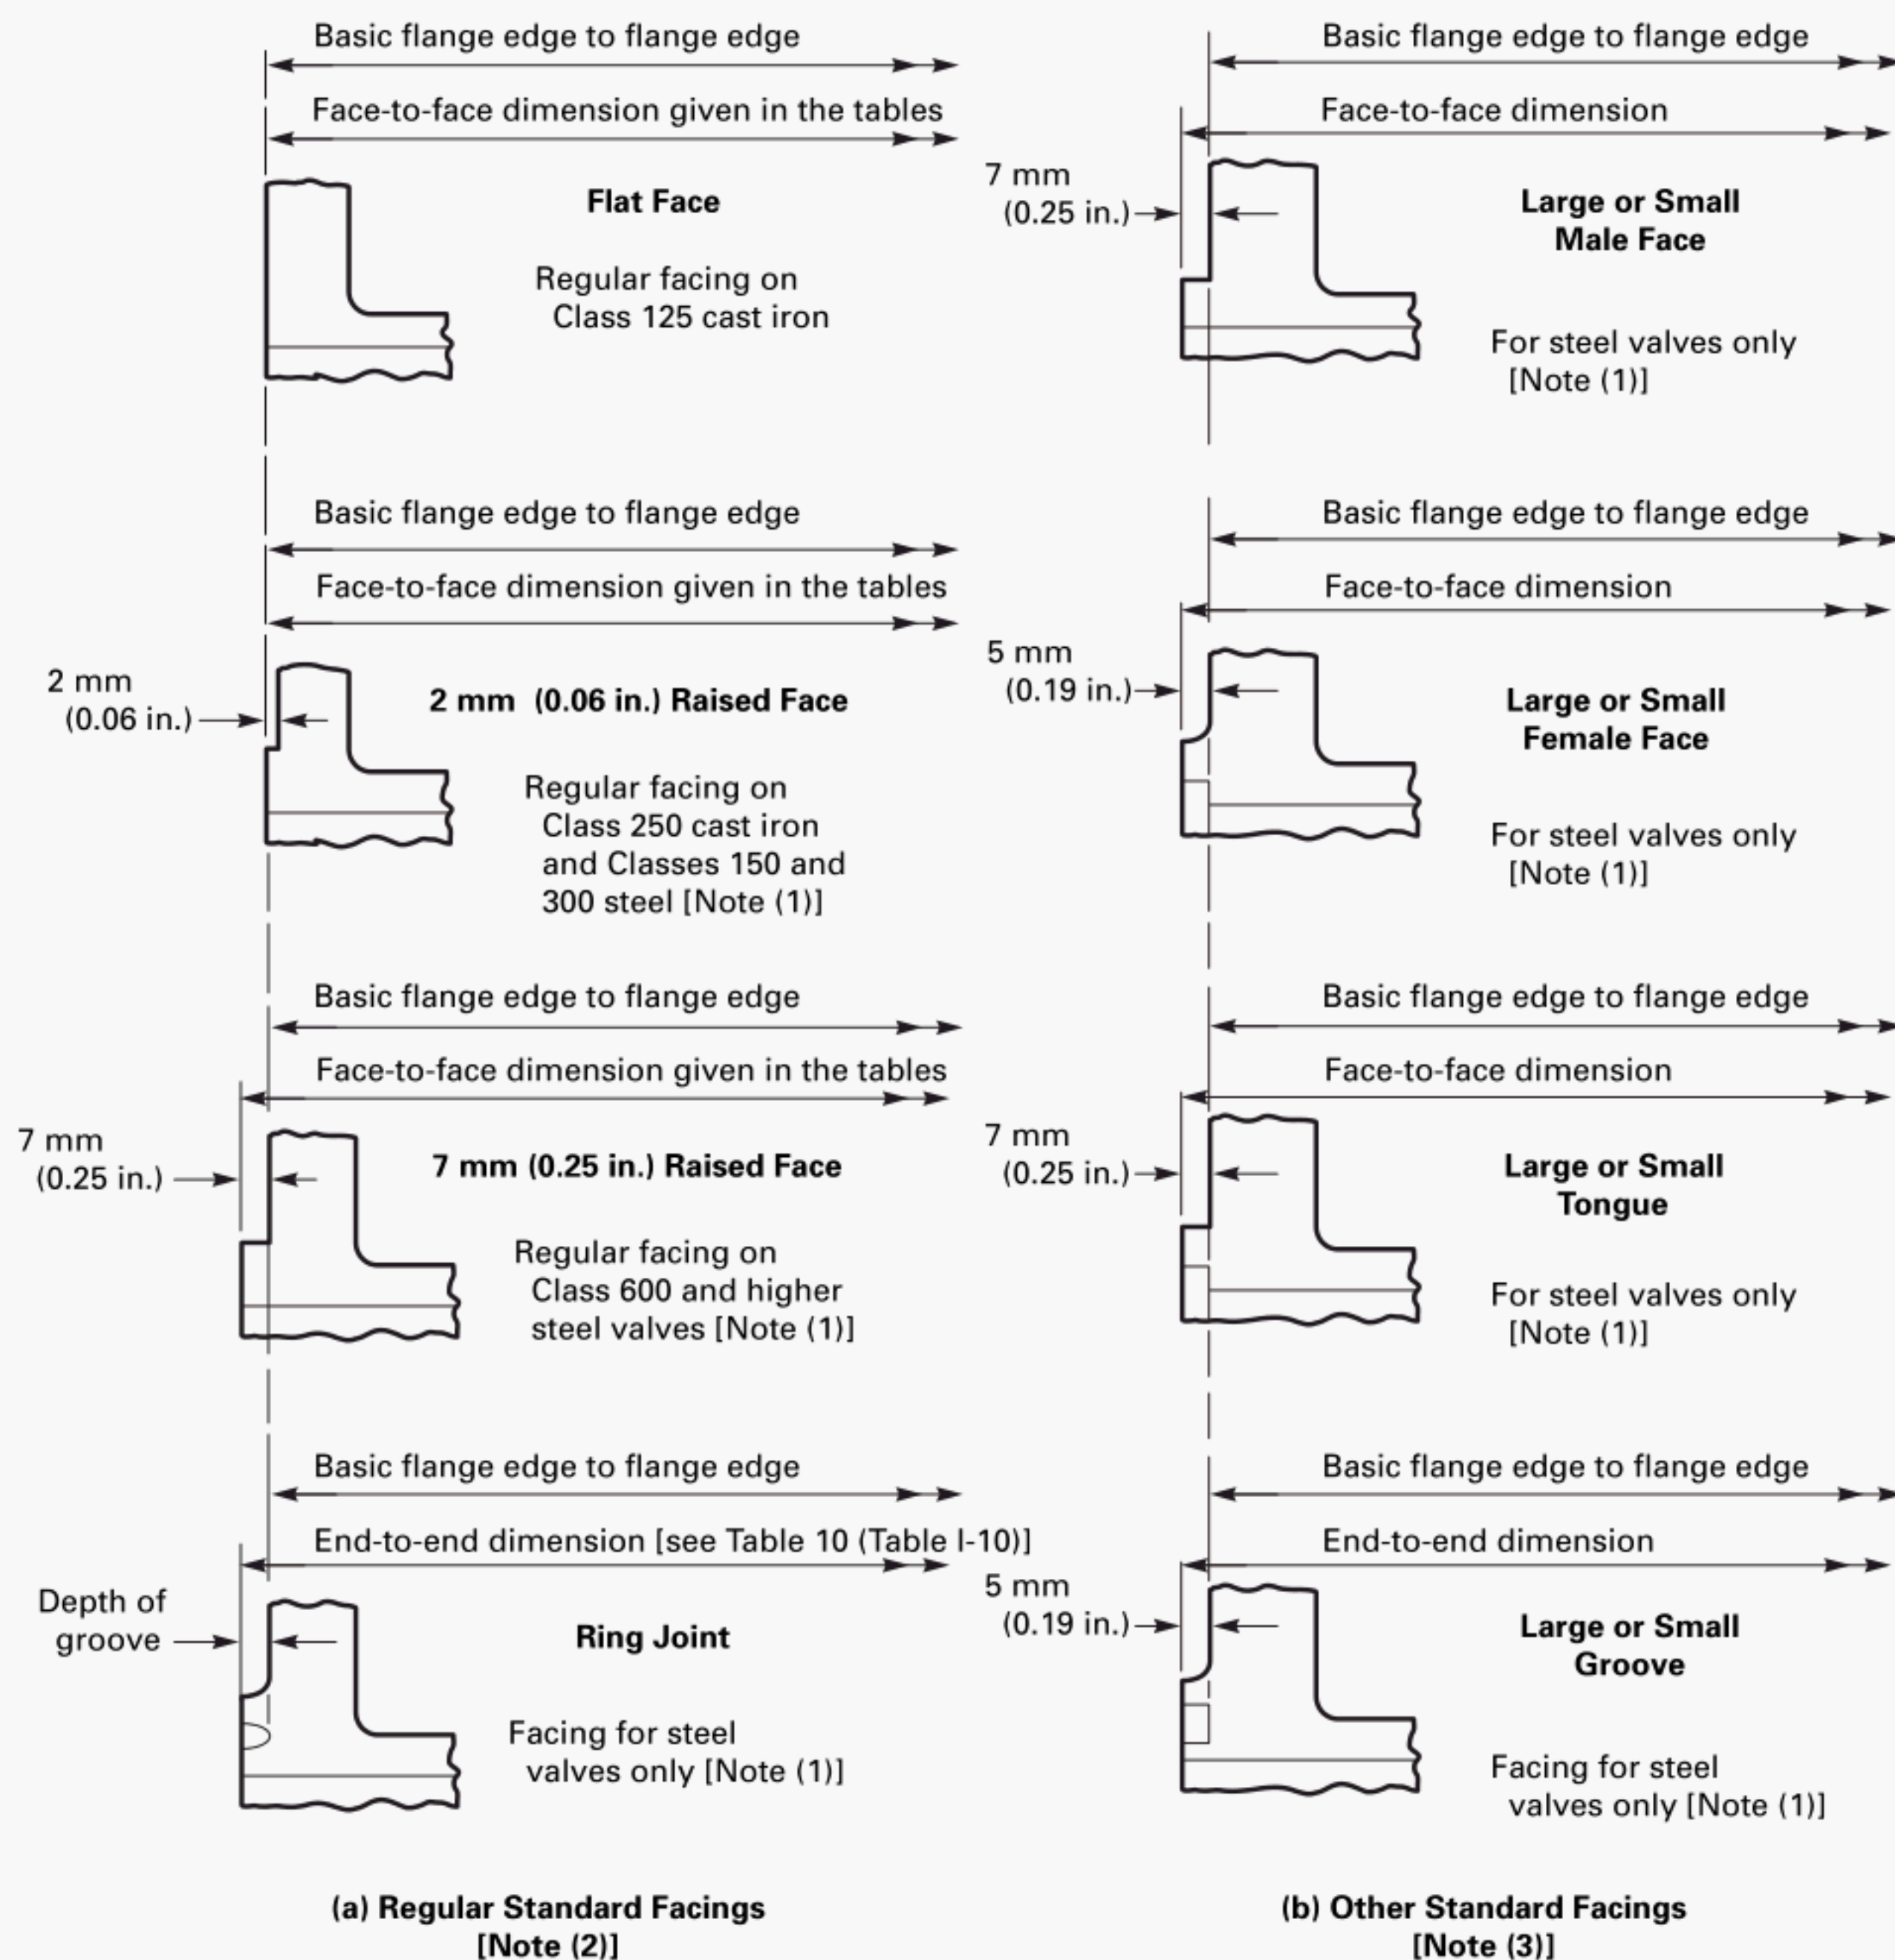 Basic flange edge to flange edge
Face-to-face dimension given in the tables
Flat Face
Regular facing on
Class 125 cast iron
Basic flange edge to flange edge
Face-to-face dimension given in the tables
2 mm
(0.06 in.)
2 mm (0.06 in.) Raised Face
Regular facing on
Class 250 cast iron
and Classes 150 and
300 steel [Note (1)]
Basic flange edge to flange edge
Face-to-face dimension given in the tables
7 mm
(0.25 in.)
7 mm (0.25 in.) Raised Face
Regular facing on
Class 600 and higher
steel valves [Note (1)]
Basic flange edge to flange edge
End-to-end dimension [see Table 10 (Table I-10)]
Depth of
groove
Ring Joint
Facing for steel
valves only [Note (1)]
(a) Regular Standard Facings
[Note (2)]
Basic flange edge to flange edge
Face-to-face dimension
7 mm
(0.25 in.)
Large or Small
Male Face
For steel valves only
[Note (1)]
Basic flange edge to flange edge
Face-to-face dimension
5 mm
(0.19 in.)
Large or Small
Female Face
For steel valves only
[Note (1)]
Basic flange edge to flange edge
Face-to-face dimension
7 mm
(0.25 in.)
Large or Small
Tongue
For steel valves only
[Note (1)]
Basic flange edge to flange edge
End-to-end dimension
5 mm
(0.19 in.)
Large or Small
Groove
Facing for steel
valves only [Note (1)]
(b) Other Standard Facings
[Note (3)]